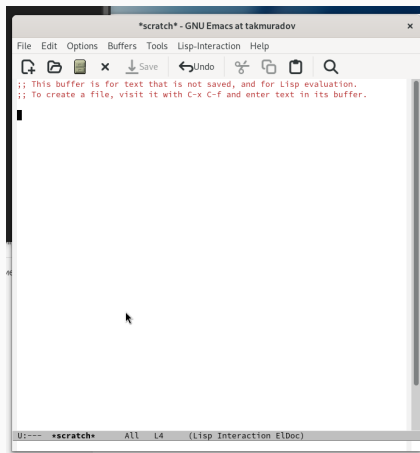 *scratch* - GNU Emacs at takmuradov
File Edit Options Buffers Tools Lisp-Interaction Help
Save Undo
;; This buffer is for text that is not saved, and for Lisp evaluation.
;; To create a file, visit it with C-x C-f and enter text in its buffer.
U:--- *scratch* All L4 (Lisp Interaction ElDoc)